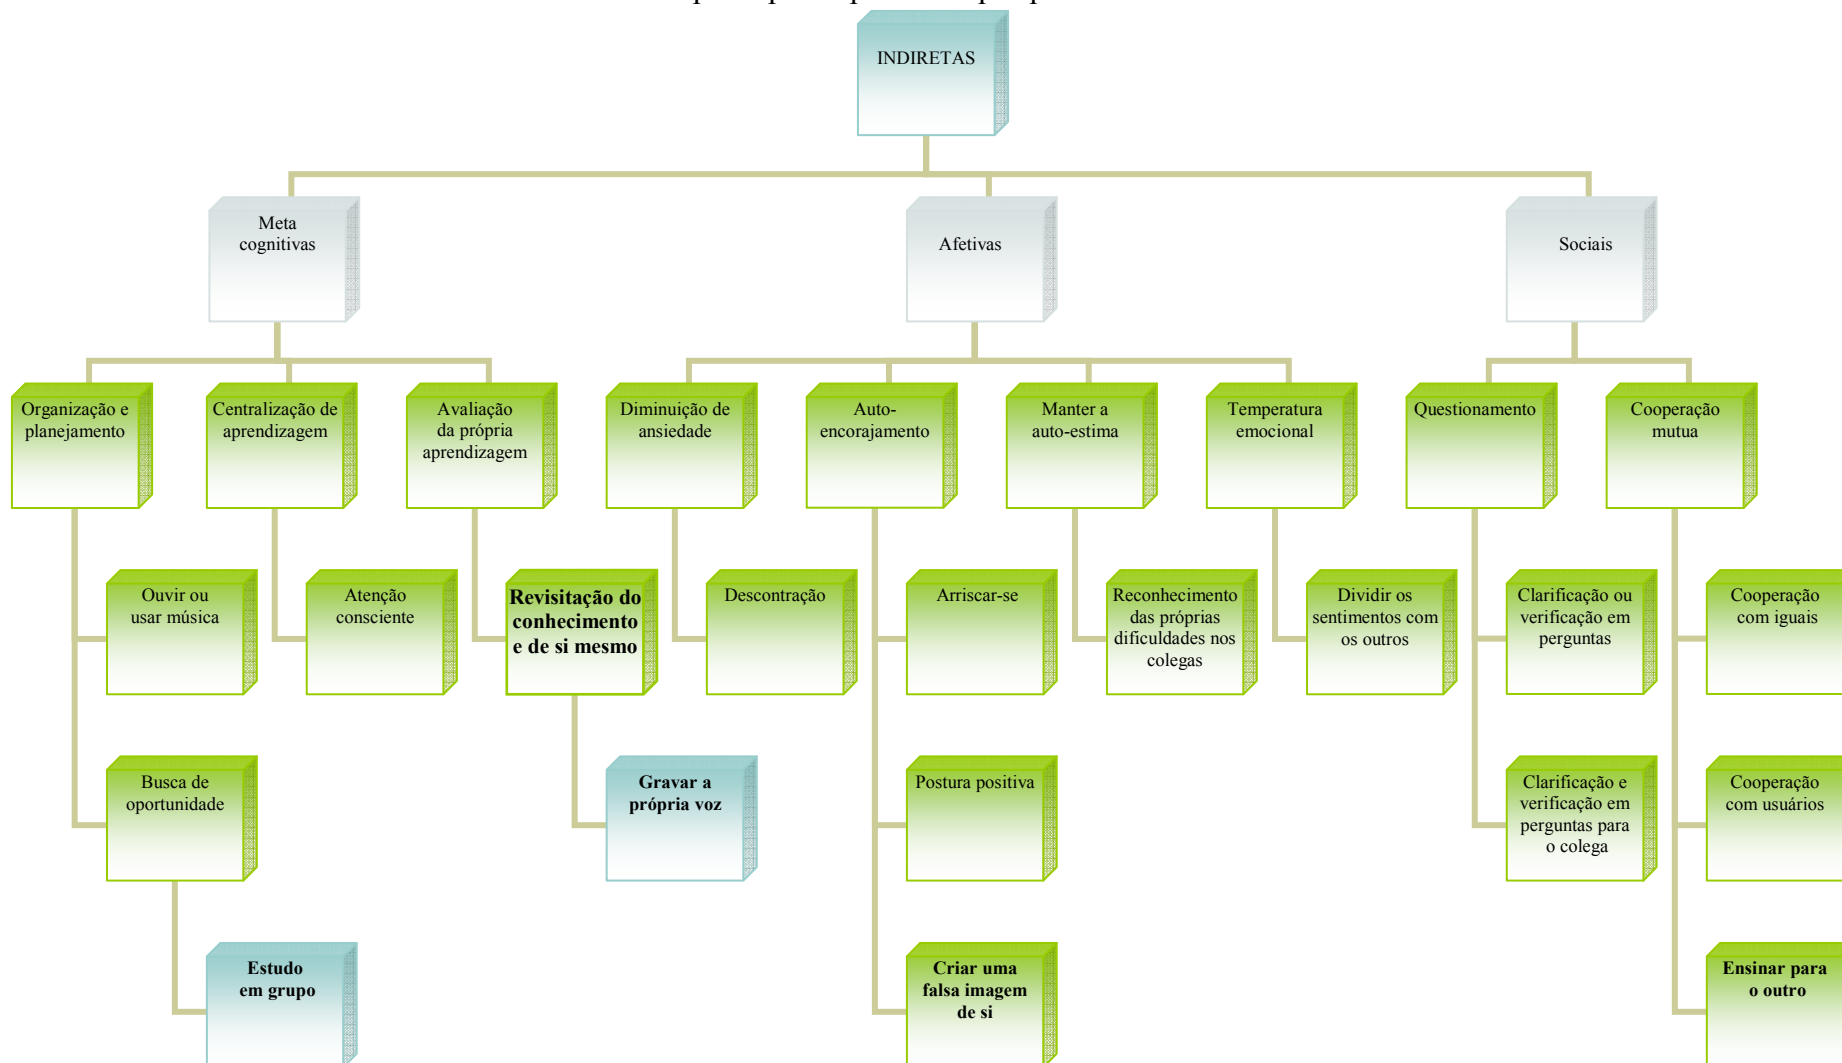 INDIRETAS
Meta
cognitivas
Afetivas
Sociais
Organização e
planejamento
Centralização de
aprendizagem
Avaliação
da própria
aprendizagem
Diminuição de
ansiedade
Auto-
encorajamento
Manter a
auto-estima
Temperatura
emocional
Questionamento
Cooperação
mutua
Ouvir ou
usar música
Atenção
consciente
Revisitação do
conhecimento
e de si mesmo
Descontração
Arriscar-se
Reconhecimento
das próprias
dificuldades nos
colegas
Dividir os
sentimentos com
os outros
Clarificação ou
verificação em
perguntas
Cooperação
com iguais
Busca de
oportunidade
Gravar a
própria voz
Postura positiva
Clarificação e
verificação em
perguntas para
o colega
Cooperação
com usuários
Estudo
em grupo
Criar uma
falsa imagem
de si
Ensinar para
o outro